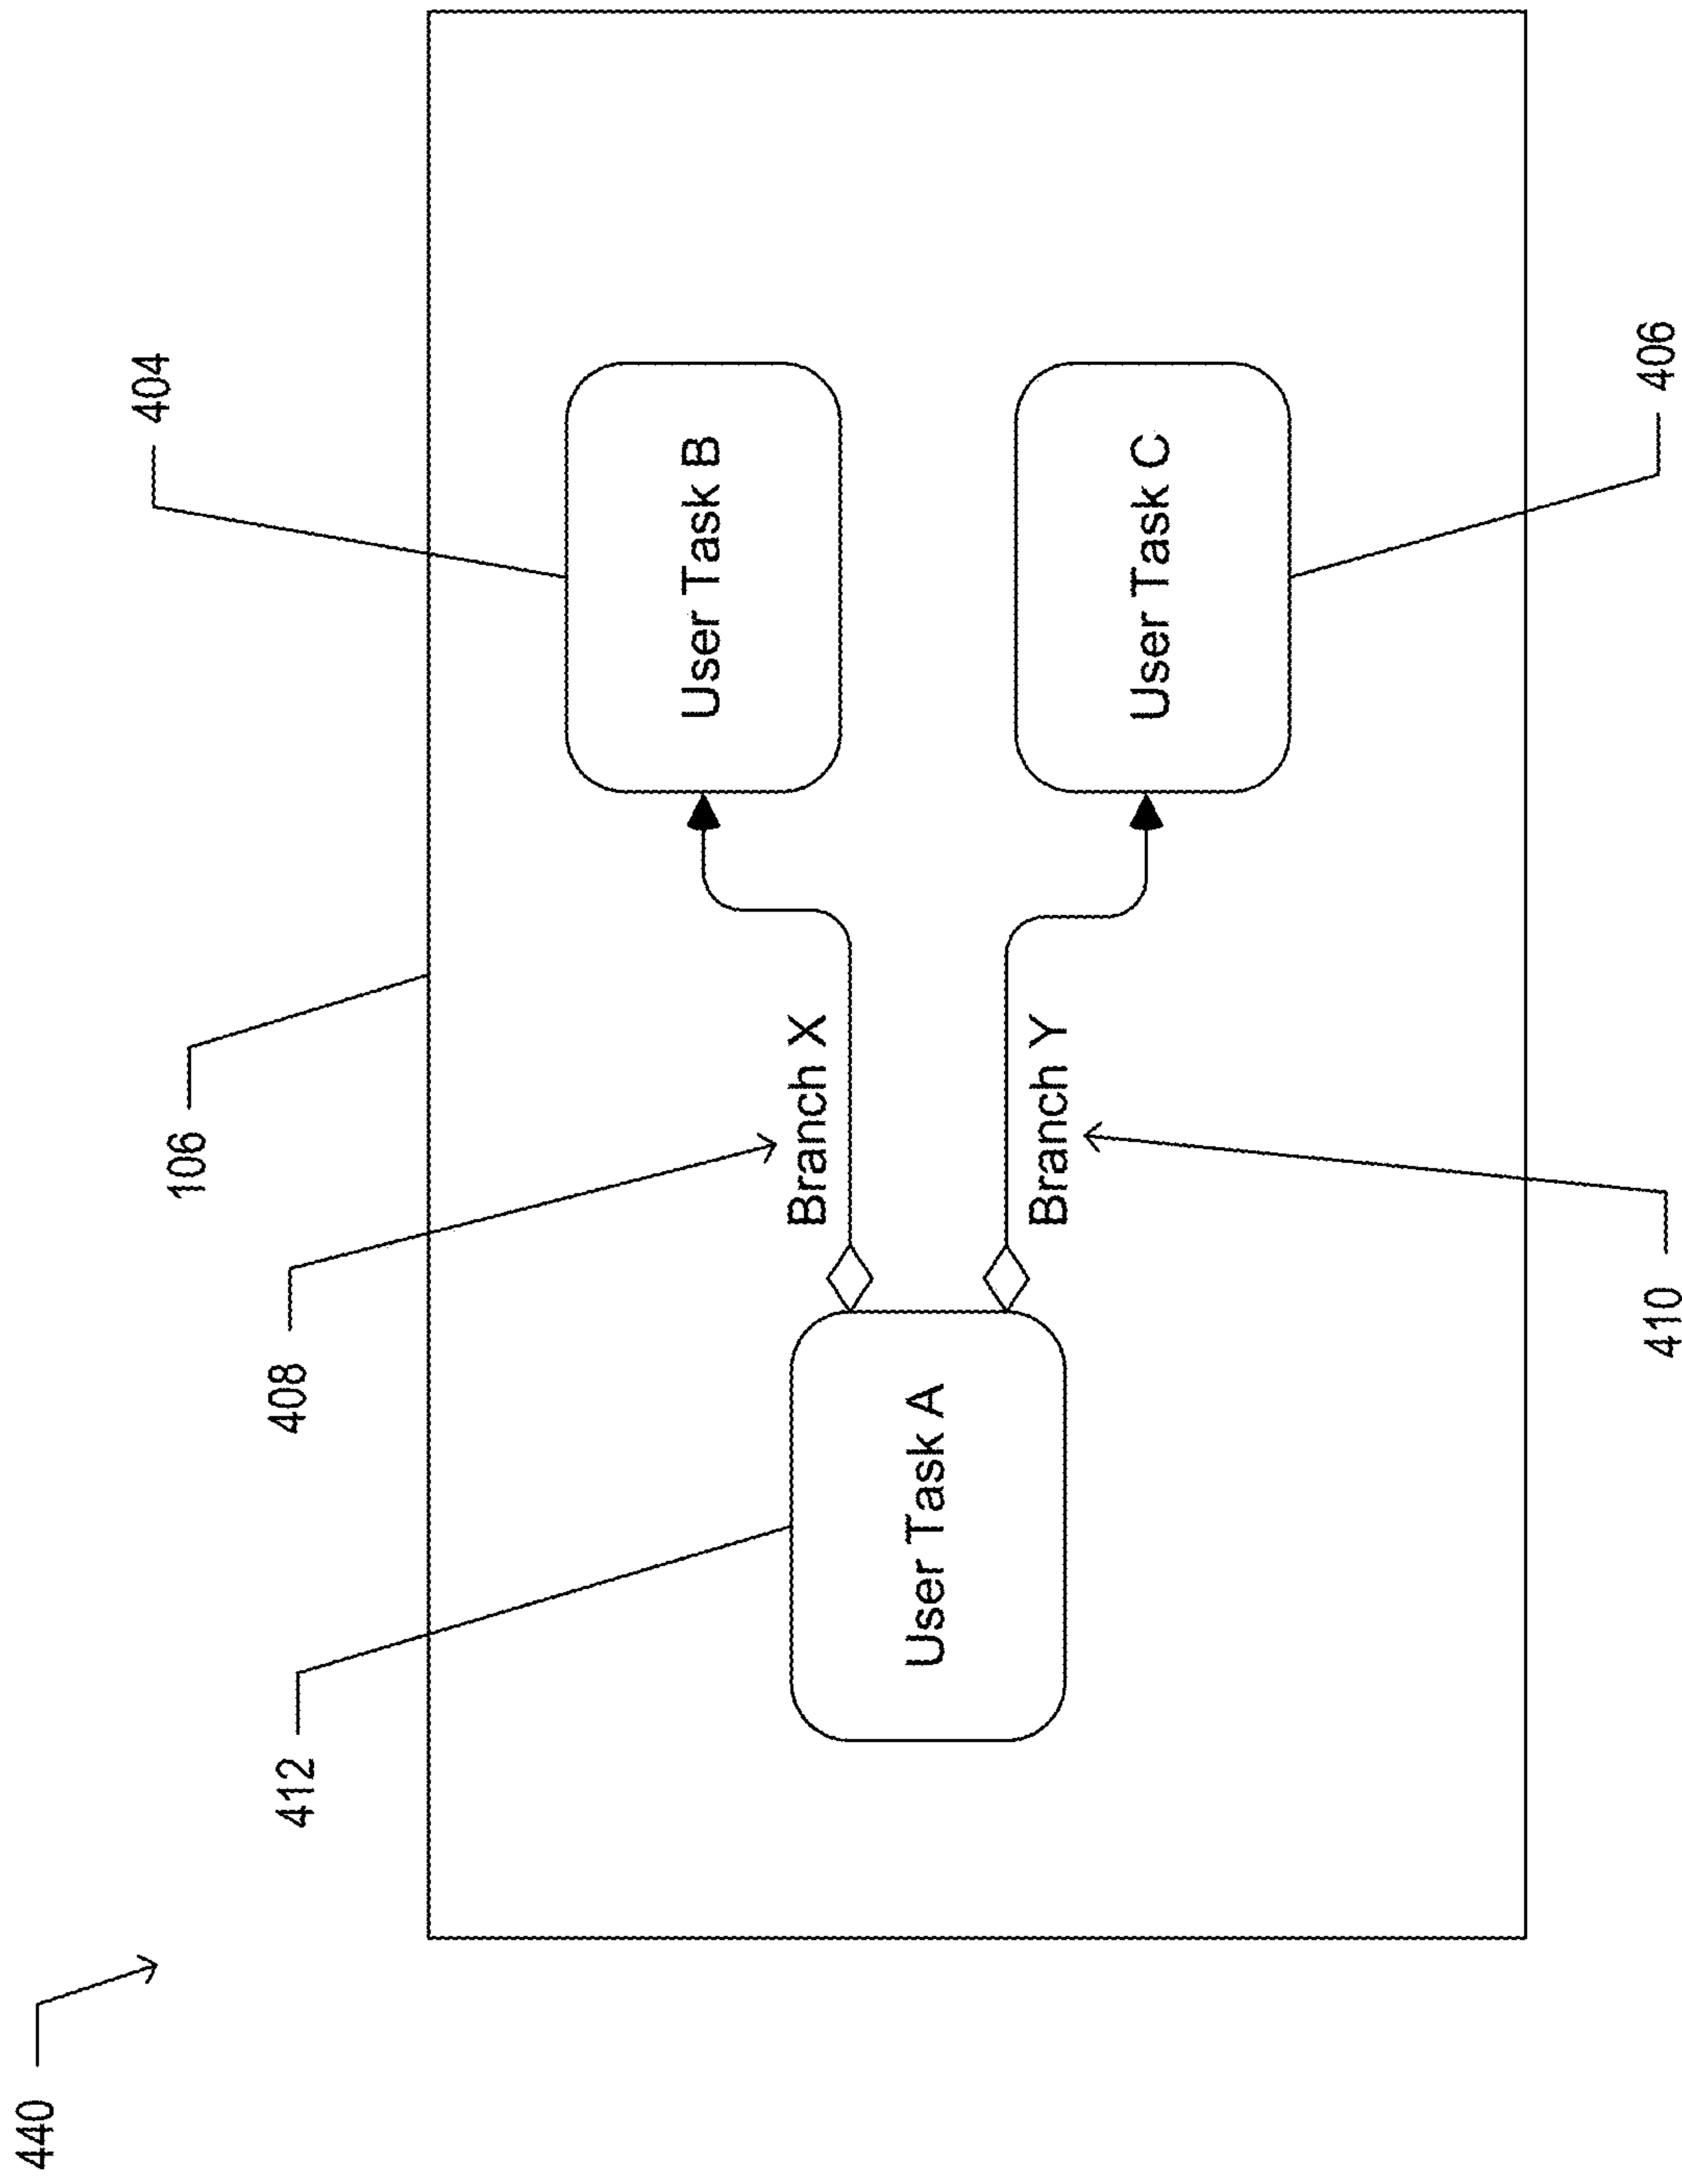 440
106
404
408
412
User Task B
Branch X
User Task A
Branch Y
User Task C
410
406